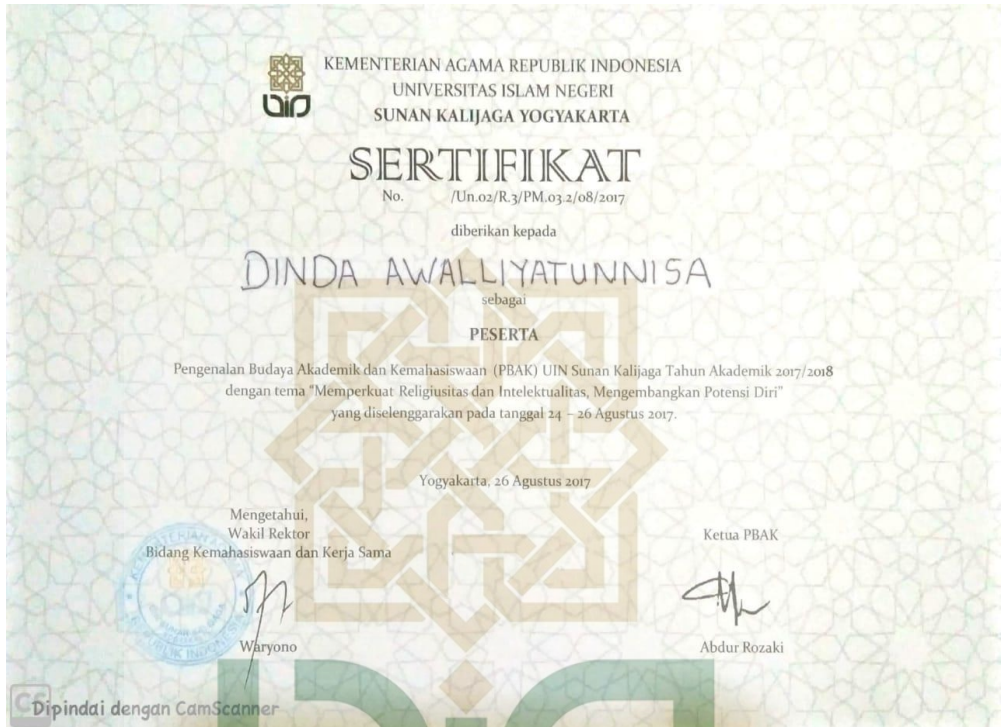 KEMENTERIAN AGAMA REPUBLIK INDONESIA
UNIVERSITAS ISLAM NEGERI
SUNAN KALIJAGA YOGYAKARTA
SERTIFIKAT
No. /Un.02/R.3/PM.03.2/08/2017
diberikan kepada
DINDA AWALLIYATUNNISA
sebagai
PESERTA
Pengenalan Budaya Akademik dan Kemahasiswaan (PBAK) UIN Sunan Kalijaga Tahun Akademik 2017/2018
dengan tema "Memperkuat Religiusitas dan Intelektualitas, Mengembangkan Potensi Diri"
yang diselenggarakan pada tanggal 24 – 26 Agustus 2017.
Yogyakarta, 26 Agustus 2017
Mengetahui,
Wakil Rektor
Bidang Kemahasiswaan dan Kerja Sama
Waryono
Ketua PBAK
Abdur Rozaki
CS Dipindai dengan CamScanner